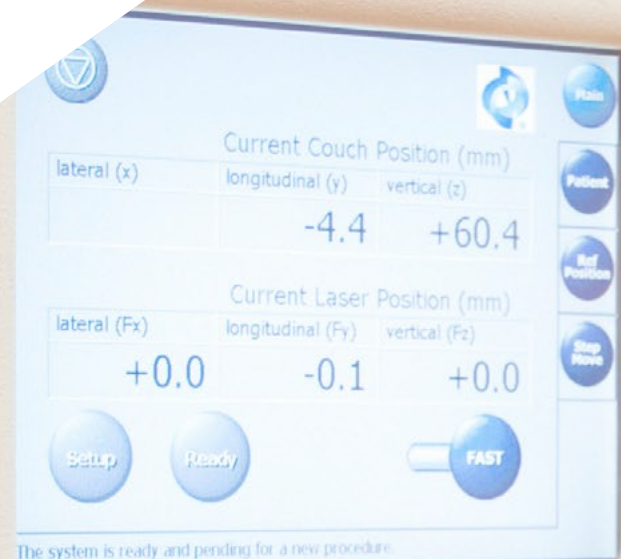 Main
Current Couch Position (mm)
lateral (x) longitudinal (y) vertical (z)
-4.4 +60.4
Patient
Ref
Position
Current Laser Position (mm)
lateral (Fx) longitudinal (Fy) vertical (Fz)
+0.0 -0.1 +0.0
Step
Move
Setup Ready FAST
The system is ready and pending for a new procedure.